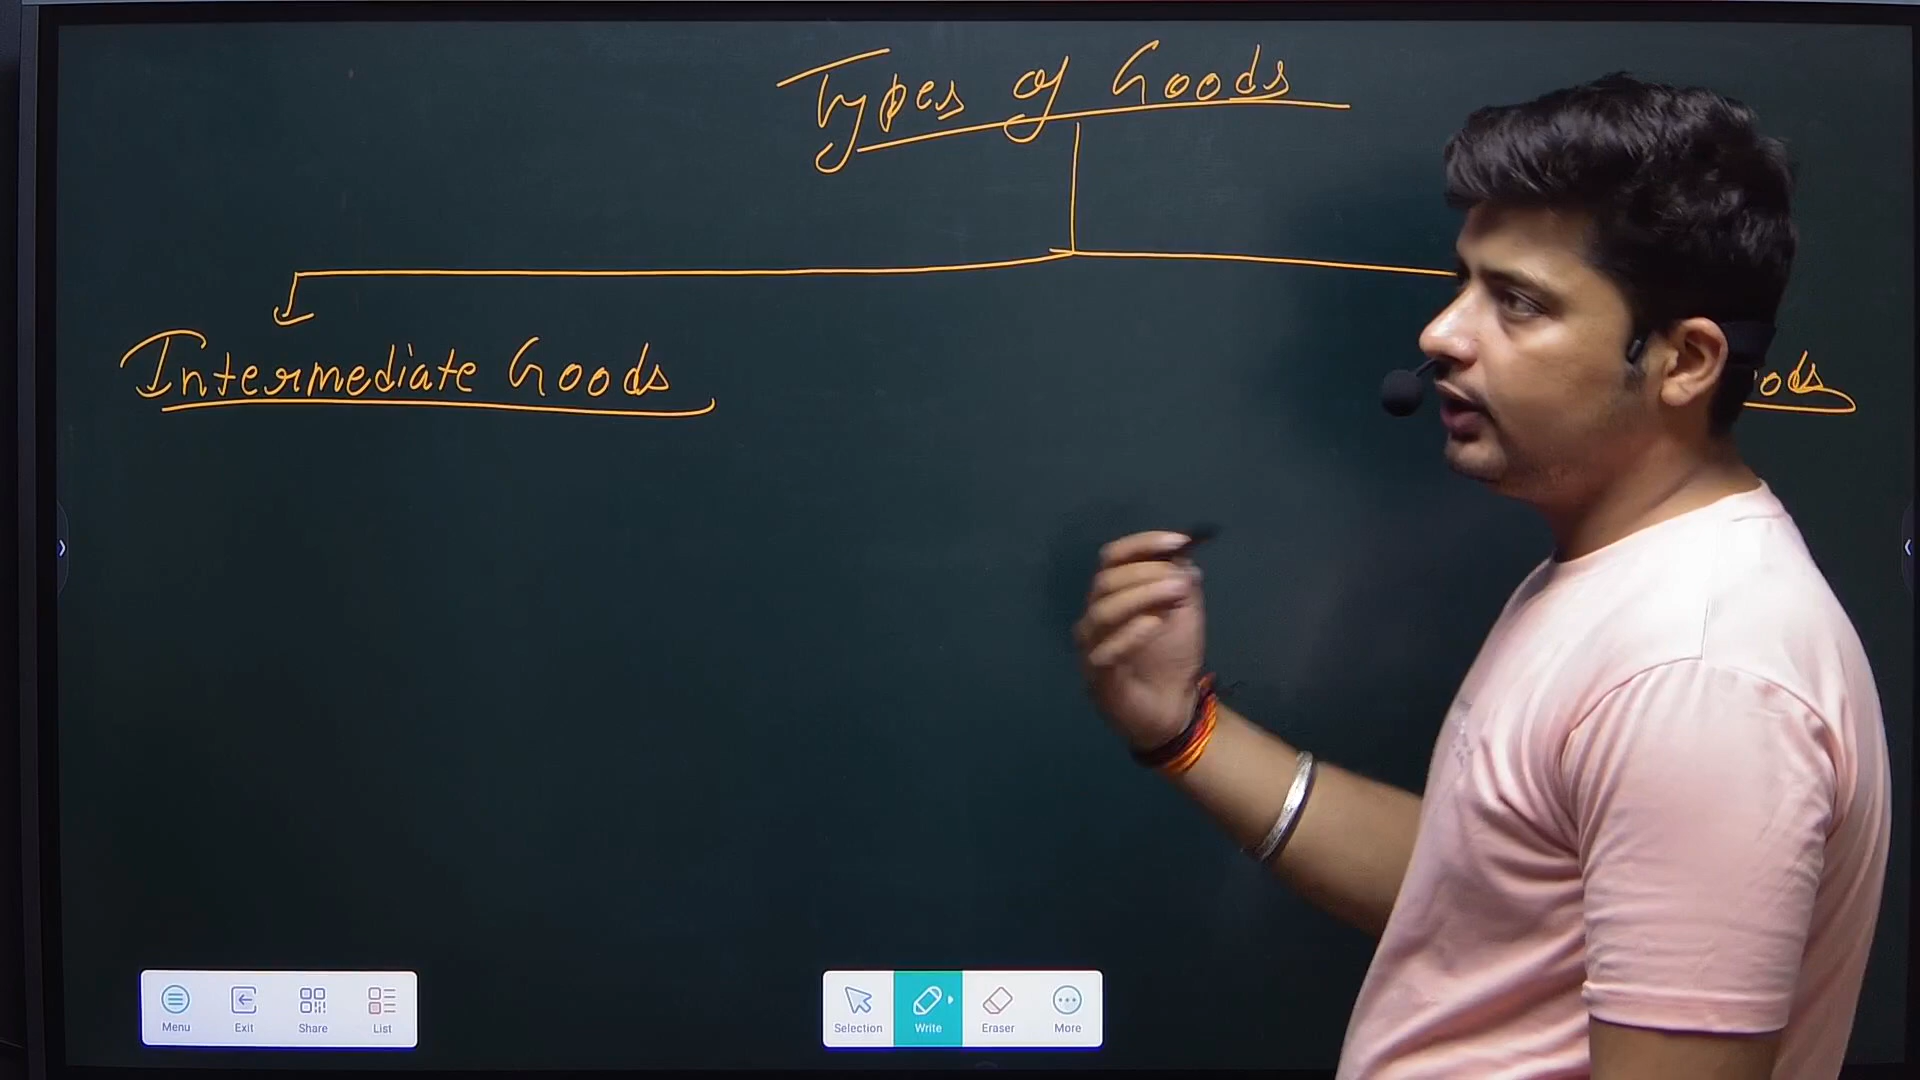 Types of Goods
Intermediate Goods
Menu
Exit
Share
List
Selection
Write
Eraser
More